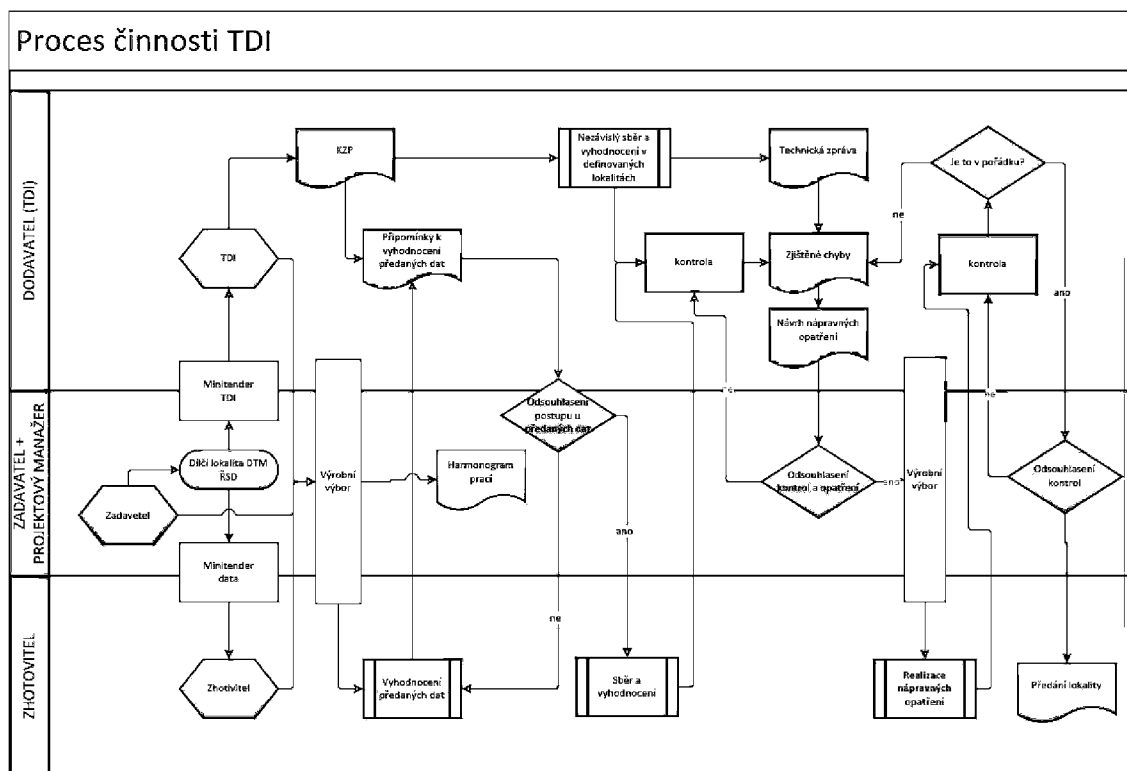 Proces činnosti TDI
DODAVATEL (TDI)
KZP
Nezávislý sběr a
vyhodnocení v
definovaných
lokalitách
Technická zpráva
Je to v pořádku?
TDI
Připomínky k
vyhodnocení
předaných dat
kontrola
Zjištěné chyby
ne
kontrola
ano
Návrh nápravných
opatření
Minitender
TDI
ZADAVATEL +
PROJEKTOVÝ MANAŽER
Dílčí lokalita DTM
ŘSD
Zadavatel
Výrobní
výbor
Harmonogram
prací
Odsouhlasení
postupu u
předaných dat
ne
ano
Odsouhlasení
kontrol a opatření
ano
Výrobní
výbor
ne
Odsouhlasení
kontrol
Minitender
data
ZHOTOVITEL
Zhotivitel
Vyhodnocení
předaných dat
ne
Sběr a
vyhodnocení
Realizace
nápravných
opatření
Předání lokality